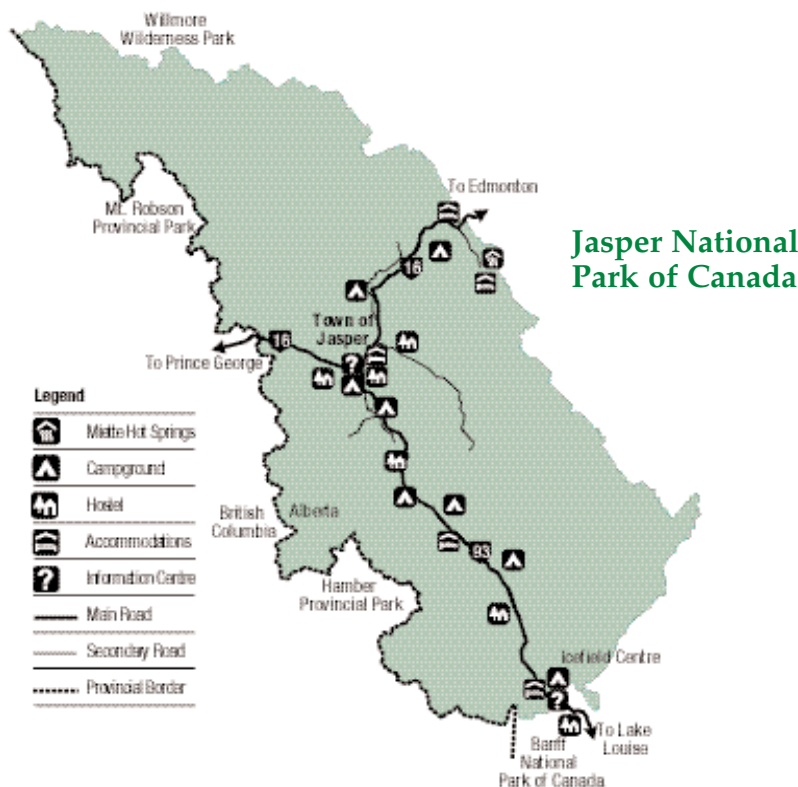 Willmore
Wilderness Park
To Edmonton
Mt. Robson
Provincial Park
Jasper National
Park of Canada
16
Town of
Jasper
16
To Prince George
?
Legend
Miette Hot Springs
Campground
Hostel
Accommodations
? Information Centre
Main Road
Secondary Road
Provincial Border
British
Columbia
Alberta
93
Hamber
Provincial Park
Icefield Centre
?
To Lake
Louise
Banff
National
Park of Canada